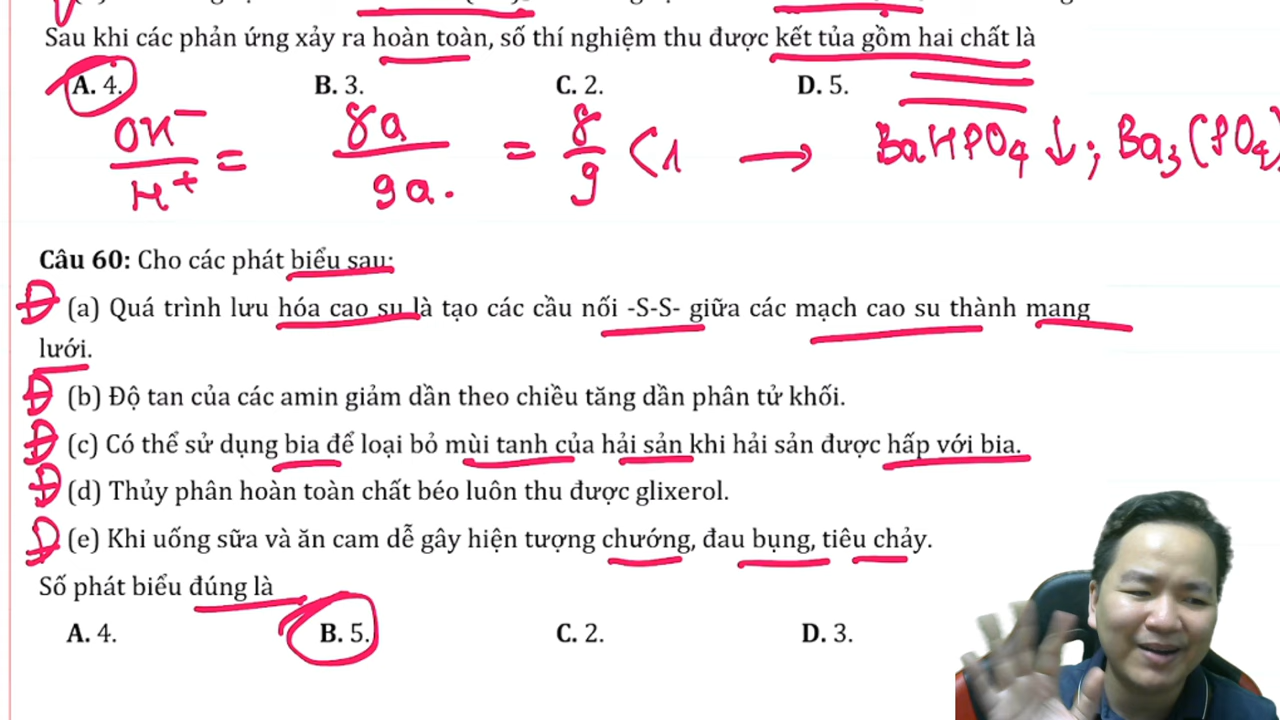 Sau khi các phản ứng xảy ra hoàn toàn, số thí nghiệm thu được kết tủa gồm hai chất là
A. 4. B. 3. C. 2. D. 5.
OH⁻/H⁺ = 8a/9a. = 8/9 < 1 → BaHPO₄ ↓; Ba₃(PO₄)
Câu 60: Cho các phát biểu sau:
Đ (a) Quá trình lưu hóa cao su là tạo các cầu nối -S-S- giữa các mạch cao su thành mạng
lưới.
Đ (b) Độ tan của các amin giảm dần theo chiều tăng dần phân tử khối.
Đ (c) Có thể sử dụng bia để loại bỏ mùi tanh của hải sản khi hải sản được hấp với bia.
Đ (d) Thủy phân hoàn toàn chất béo luôn thu được glixerol.
Đ (e) Khi uống sữa và ăn cam dễ gây hiện tượng chướng, đau bụng, tiêu chảy.
Số phát biểu đúng là
A. 4. B. 5. C. 2. D. 3.